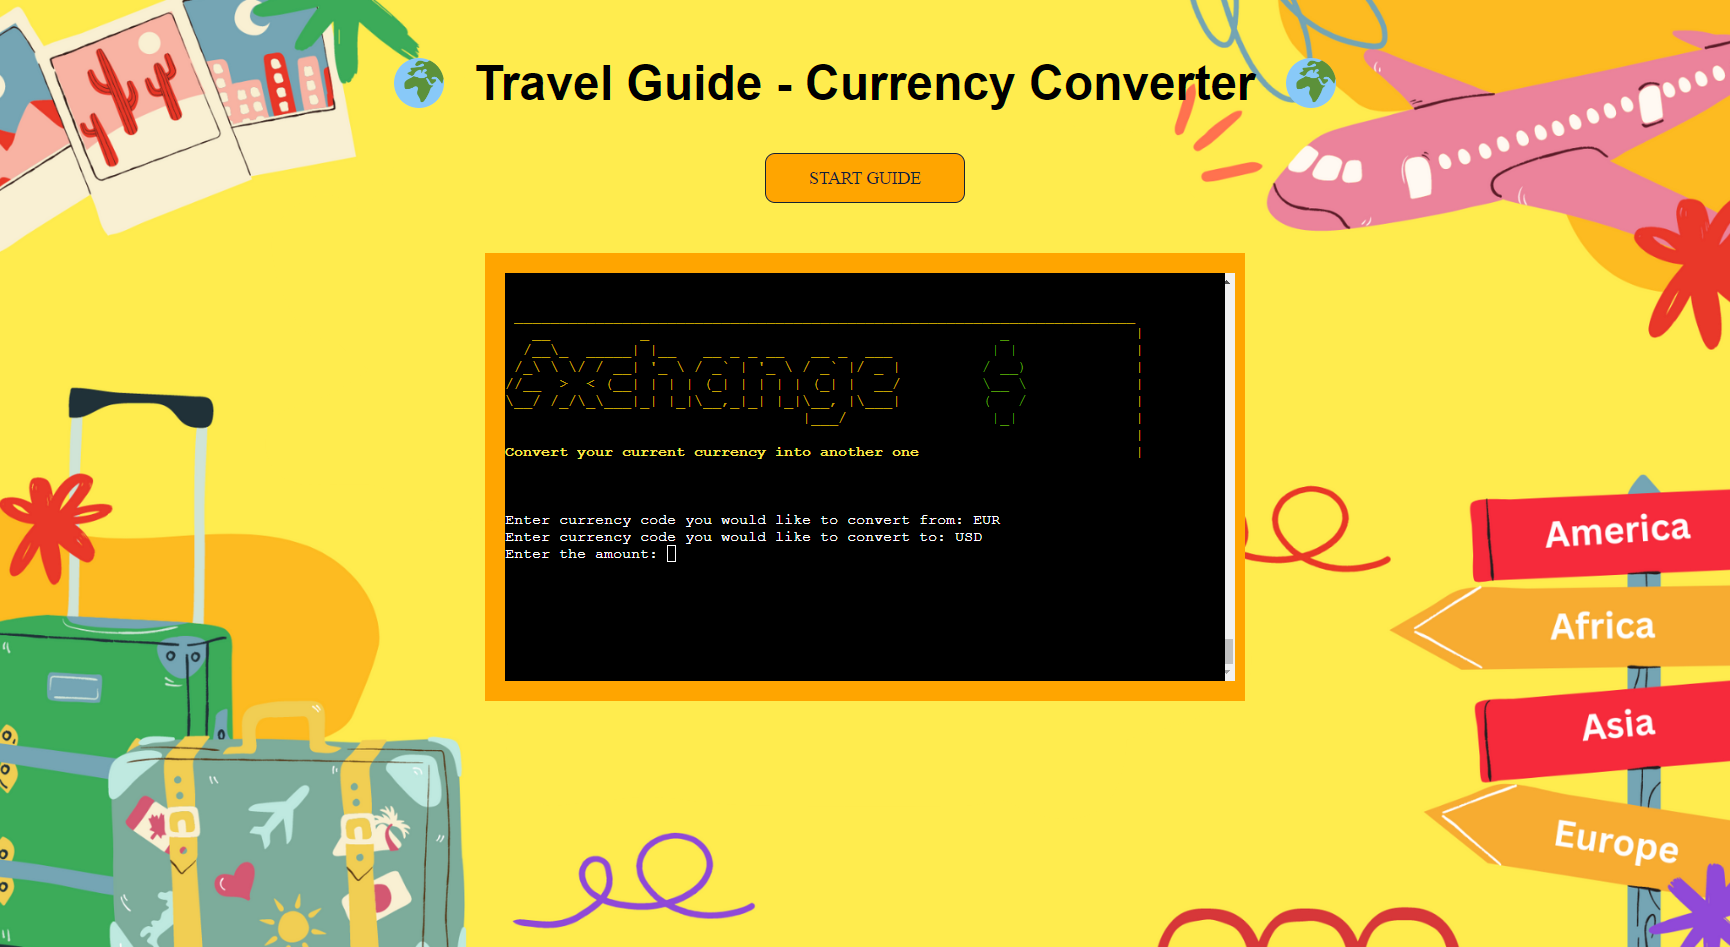 Travel Guide - Currency Converter
START GUIDE
Axchange $
Convert your current currency into another one
Enter currency code you would like to convert from: EUR
Enter currency code you would like to convert to: USD
Enter the amount:
America
Africa
Asia
Europe